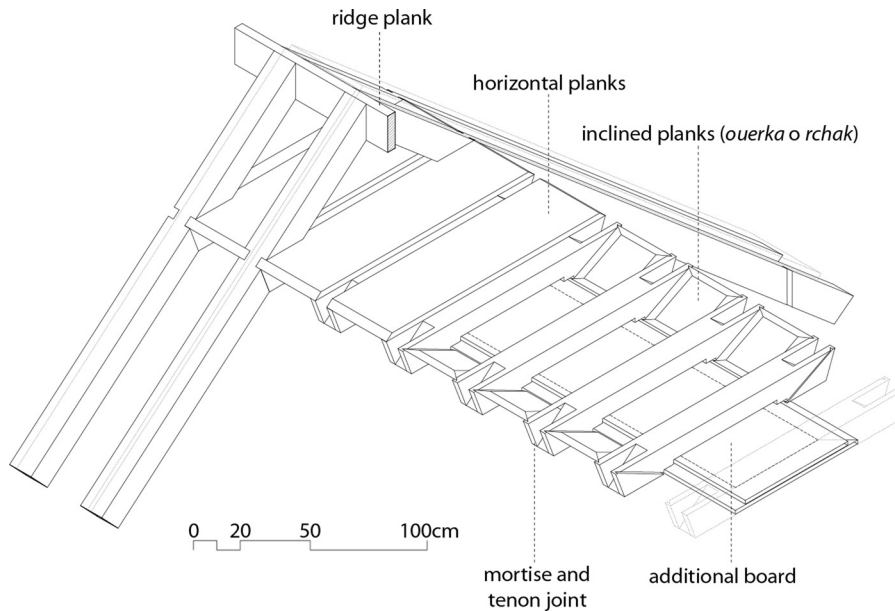 ridge plank
horizontal planks
inclined planks (ouerka o rchak)
0 20 50 100cm
mortise and
tenon joint
additional board